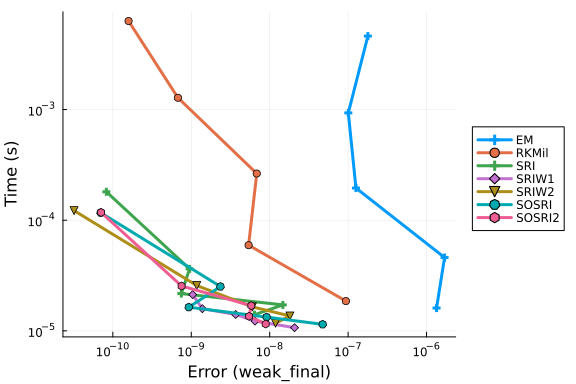 10⁻³
10⁻⁴
10⁻⁵
Time (s)
10⁻¹⁰ 10⁻⁹ 10⁻⁸ 10⁻⁷ 10⁻⁶
Error (weak_final)
EM
RKMil
SRI
SRIW1
SRIW2
SOSRI
SOSRI2